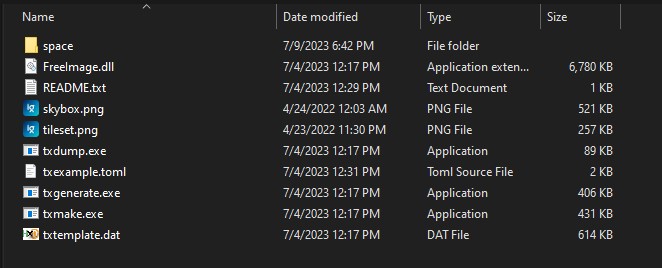 Name Date modified Type Size
space 7/9/2023 6:42 PM File folder
FreeImage.dll 7/4/2023 12:17 PM Application exten... 6,780 KB
README.txt 7/4/2023 12:29 PM Text Document 1 KB
skybox.png 4/24/2022 12:03 AM PNG File 521 KB
tileset.png 4/23/2022 11:30 PM PNG File 257 KB
txdump.exe 7/4/2023 12:17 PM Application 89 KB
txexample.toml 7/4/2023 12:31 PM Toml Source File 2 KB
txgenerate.exe 7/4/2023 12:17 PM Application 406 KB
txmake.exe 7/4/2023 12:17 PM Application 431 KB
txtemplate.dat 7/4/2023 12:17 PM DAT File 614 KB